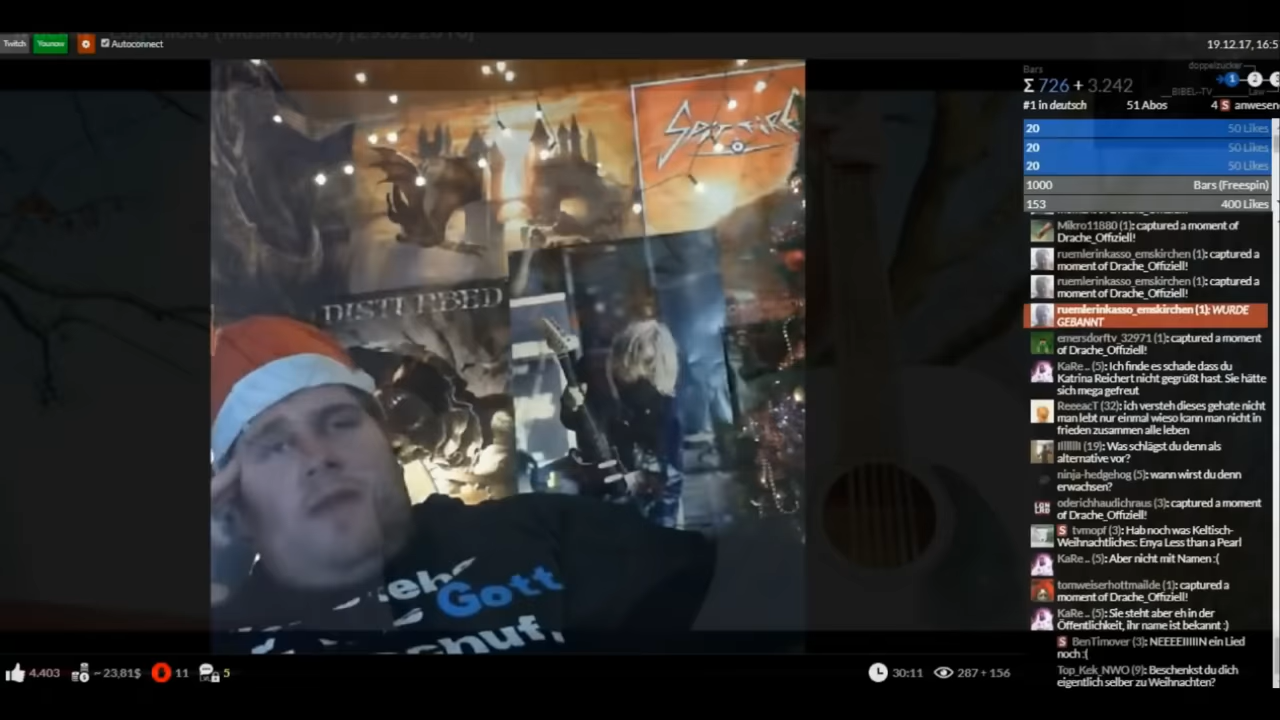 Twitch Younow Autoconnect
19.12.17, 16:5
doppelzucker
Bars
1 2 3
Σ 726 + 3.242
__BIBEL--TV__ Law
#1 in deutsch 51 Abos 4 S anwesen
20 50 Likes
20 50 Likes
20 50 Likes
1000 Bars (Freespin)
153 400 Likes
Mikro11880 (1): captured a moment of
Drache_Offiziell!
ruemlerinkasso_emskirchen (1): captured a
moment of Drache_Offiziell!
ruemlerinkasso_emskirchen (1): captured a
moment of Drache_Offiziell!
ruemlerinkasso_emskirchen (1): WURDE
GEBANNT
emersdorftv_32971 (1): captured a moment
of Drache_Offiziell!
KaRe .. (5): Ich finde es schade dass du
Katrina Reichert nicht gegrüßt hast. Sie hätte
sich mega gefreut
ReeeacT (32): ich versteh dieses gehate nicht
man lebt nur einmal wieso kann man nicht in
frieden zusammen alle leben
(19): Was schlägst du denn als
alternative vor?
ninja-hedgehog (5): wann wirst du denn
erwachsen?
oderichhaudichraus (3): captured a moment
of Drache_Offiziell!
S tvmopf (3): Hab noch was Keltisch-
Weihnachtliches: Enya Less than a Pearl
KaRe .. (5): Aber nicht mit Namen :(
tomweiserhottmailde (1): captured a
moment of Drache_Offiziell!
KaRe .. (5): Sie steht aber eh in der
Öffentlichkeit, ihr name ist bekannt :)
S BenTimover (3): NEEEEIIIIIN ein Lied
noch :(
Top_Kek_NWO (9): Beschenkst du dich
eigentlich selber zu Weihnachten?
SPITFIRE
DISTURBED
Gott
schuf,
4.403 ~ 23,81$ 11 5
30:11 287 + 156